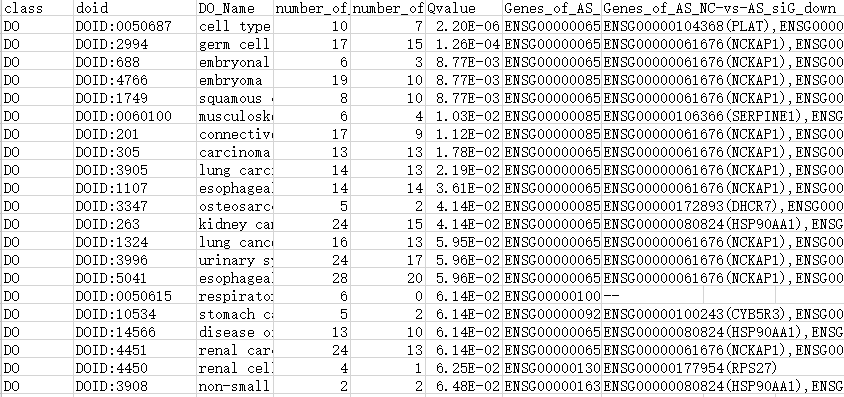 class doid DO_Name number_of number_of Qvalue Genes_of_AS_ Genes_of_AS_NC-vs-AS_siG_down
DO DOID:0050687 cell type 10 7 2.20E-06 ENSG00000065 ENSG00000104368(PLAT),ENSG0000
DO DOID:2994 germ cell 17 15 1.26E-04 ENSG00000065 ENSG00000061676(NCKAP1),ENSG00
DO DOID:688 embryonal 6 3 8.77E-03 ENSG00000065 ENSG00000061676(NCKAP1),ENSG00
DO DOID:4766 embryoma 19 10 8.77E-03 ENSG00000085 ENSG00000061676(NCKAP1),ENSG00
DO DOID:1749 squamous 8 10 8.77E-03 ENSG00000065 ENSG00000061676(NCKAP1),ENSG00
DO DOID:0060100 musculosk 6 4 1.03E-02 ENSG00000085 ENSG00000106366(SERPINE1),ENSG
DO DOID:201 connective 17 9 1.12E-02 ENSG00000085 ENSG00000061676(NCKAP1),ENSG00
DO DOID:305 carcinoma 13 13 1.78E-02 ENSG00000065 ENSG00000061676(NCKAP1),ENSG00
DO DOID:3905 lung carc 14 13 2.19E-02 ENSG00000065 ENSG00000061676(NCKAP1),ENSG00
DO DOID:1107 esophageal 14 14 3.61E-02 ENSG00000065 ENSG00000061676(NCKAP1),ENSG00
DO DOID:3347 osteosarc 5 2 4.14E-02 ENSG00000085 ENSG00000172893(DHCR7),ENSG000
DO DOID:263 kidney ca 24 15 4.14E-02 ENSG00000065 ENSG00000080824(HSP90AA1),ENSG
DO DOID:1324 lung canc 16 13 5.95E-02 ENSG00000065 ENSG00000061676(NCKAP1),ENSG00
DO DOID:3996 urinary s 24 17 5.96E-02 ENSG00000065 ENSG00000061676(NCKAP1),ENSG00
DO DOID:5041 esophageal 28 20 5.96E-02 ENSG00000065 ENSG00000061676(NCKAP1),ENSG00
DO DOID:0050615 respirato 6 0 6.14E-02 ENSG00000100 --
DO DOID:10534 stomach c 5 2 6.14E-02 ENSG00000092 ENSG00000100243(CYB5R3),ENSG00
DO DOID:14566 disease o 13 10 6.14E-02 ENSG00000065 ENSG00000080824(HSP90AA1),ENSG
DO DOID:4451 renal car 24 13 6.14E-02 ENSG00000065 ENSG00000061676(NCKAP1),ENSG00
DO DOID:4450 renal cel 4 1 6.25E-02 ENSG00000130 ENSG00000177954(RPS27)
DO DOID:3908 non-small 2 2 6.48E-02 ENSG00000163 ENSG00000080824(HSP90AA1),ENSG